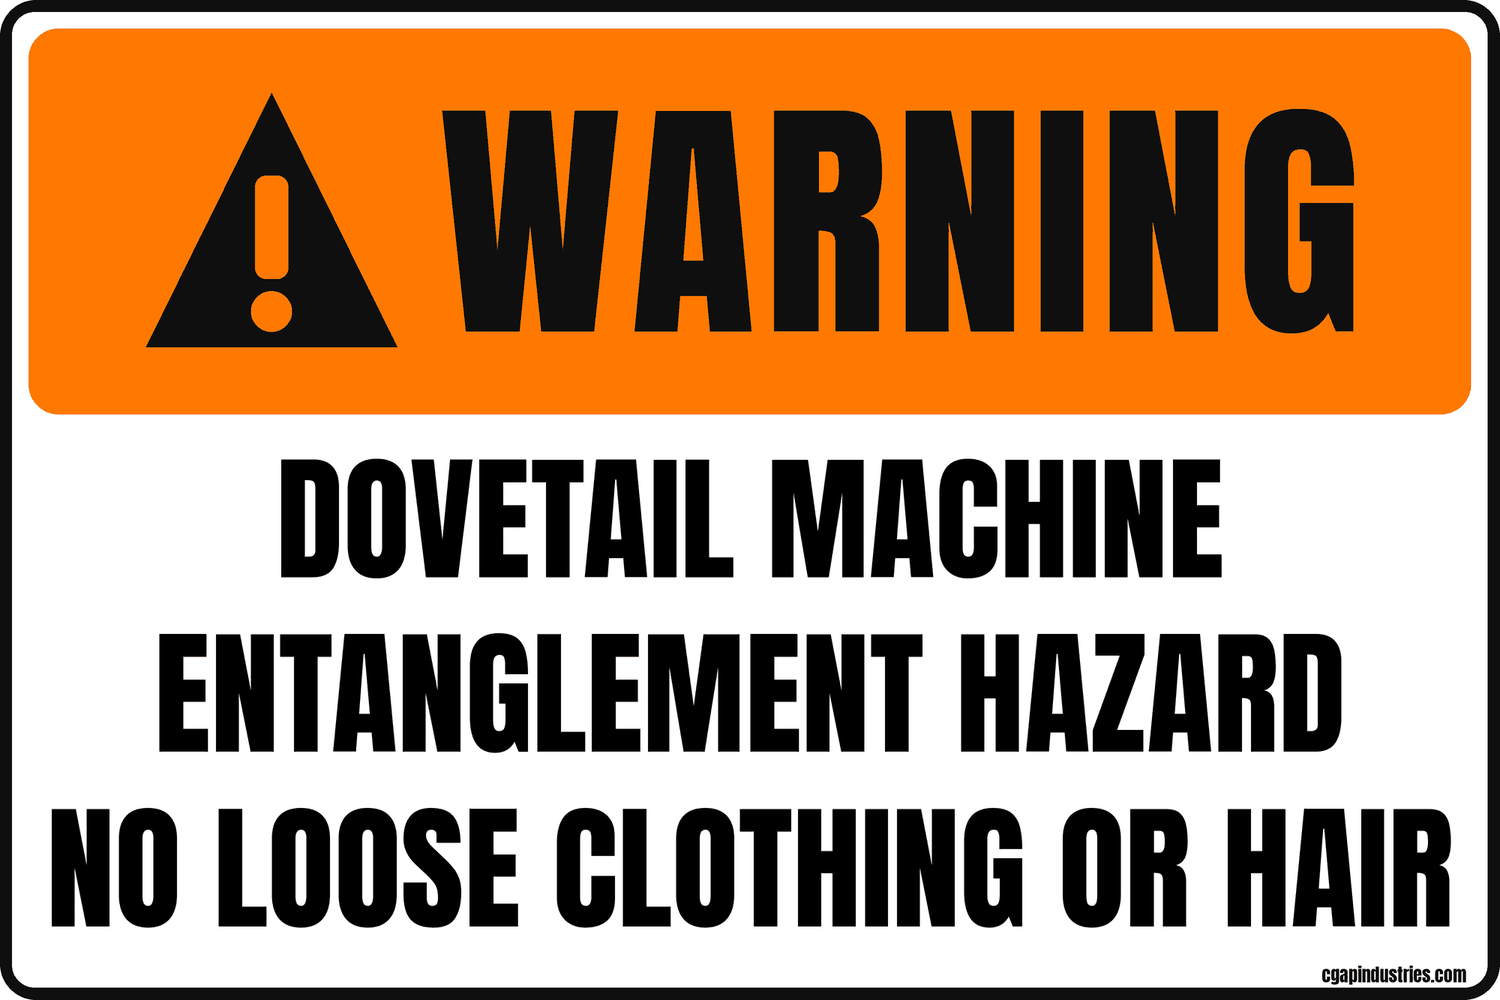 WARNING
DOVETAIL MACHINE
ENTANGLEMENT HAZARD
NO LOOSE CLOTHING OR HAIR
cgapindustries.com